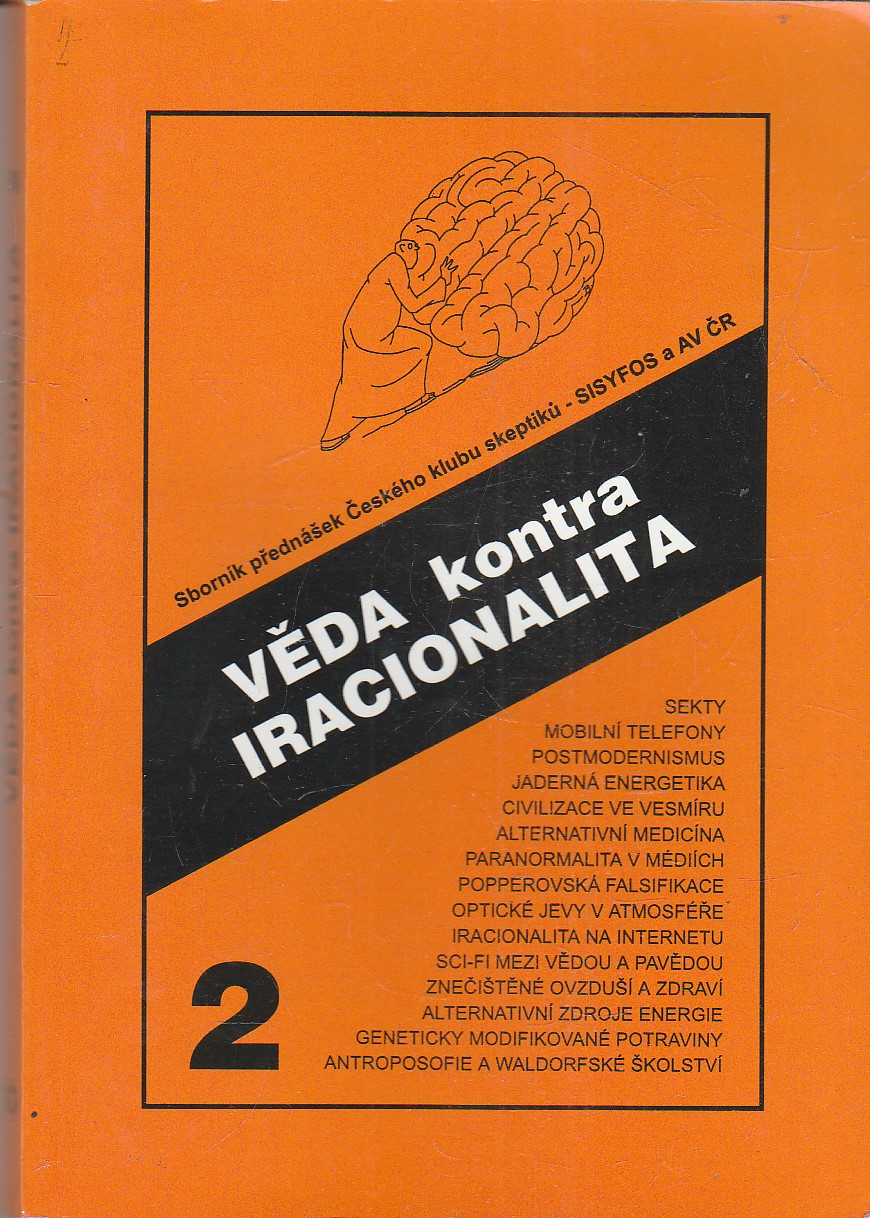 Sborník přednášek Českého klubu skeptiků - SISYFOS a AV ČR
VĚDA kontra
IRACIONALITA
SEKTY
MOBILNÍ TELEFONY
POSTMODERNISMUS
JADERNÁ ENERGETIKA
CIVILIZACE VE VESMÍRU
ALTERNATIVNÍ MEDICÍNA
PARANORMALITA V MÉDIÍCH
POPPEROVSKÁ FALSIFIKACE
OPTICKÉ JEVY V ATMOSFÉŘE
IRACIONALITA NA INTERNETU
SCI-FI MEZI VĚDOU A PAVĚDOU
ZNEČIŠTĚNÉ OVZDUŠÍ A ZDRAVÍ
ALTERNATIVNÍ ZDROJE ENERGIE
GENETICKY MODIFIKOVANÉ POTRAVINY
ANTROPOSOFIE A WALDORFSKÉ ŠKOLSTVÍ
2